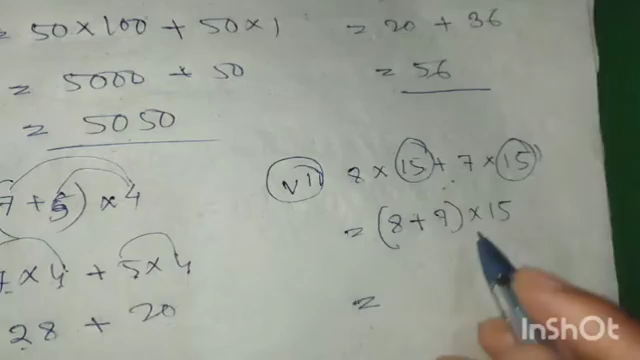 = 50 × 100 + 50 × 1
= 5000 + 50
= 5050
7 + 5) × 4
7 × 4 + 5 × 4
28 + 20
= 20 + 36
= 56
vii) 8 × 15 + 7 × 15
= (8 + 7) × 15
=
InShOt